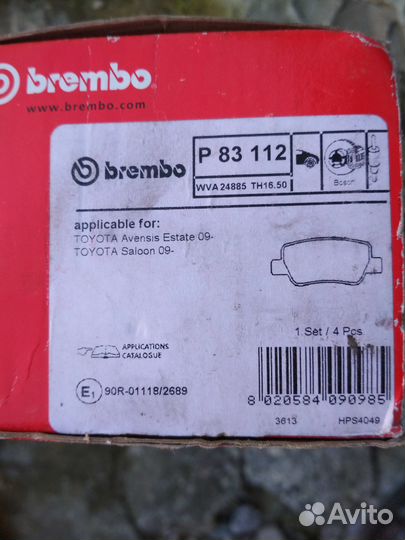 brembo
www.brembo.com
brembo
P 83 112
WVA 24885 TH16.50
Bosch
applicable for:
TOYOTA Avensis Estate 09-
TOYOTA Saloon 09-
1 Set / 4 Pcs
APPLICATIONS
CATALOGUE
E1 90R-01118/2689
8 020584 090985
3613 HPS4049
Avito